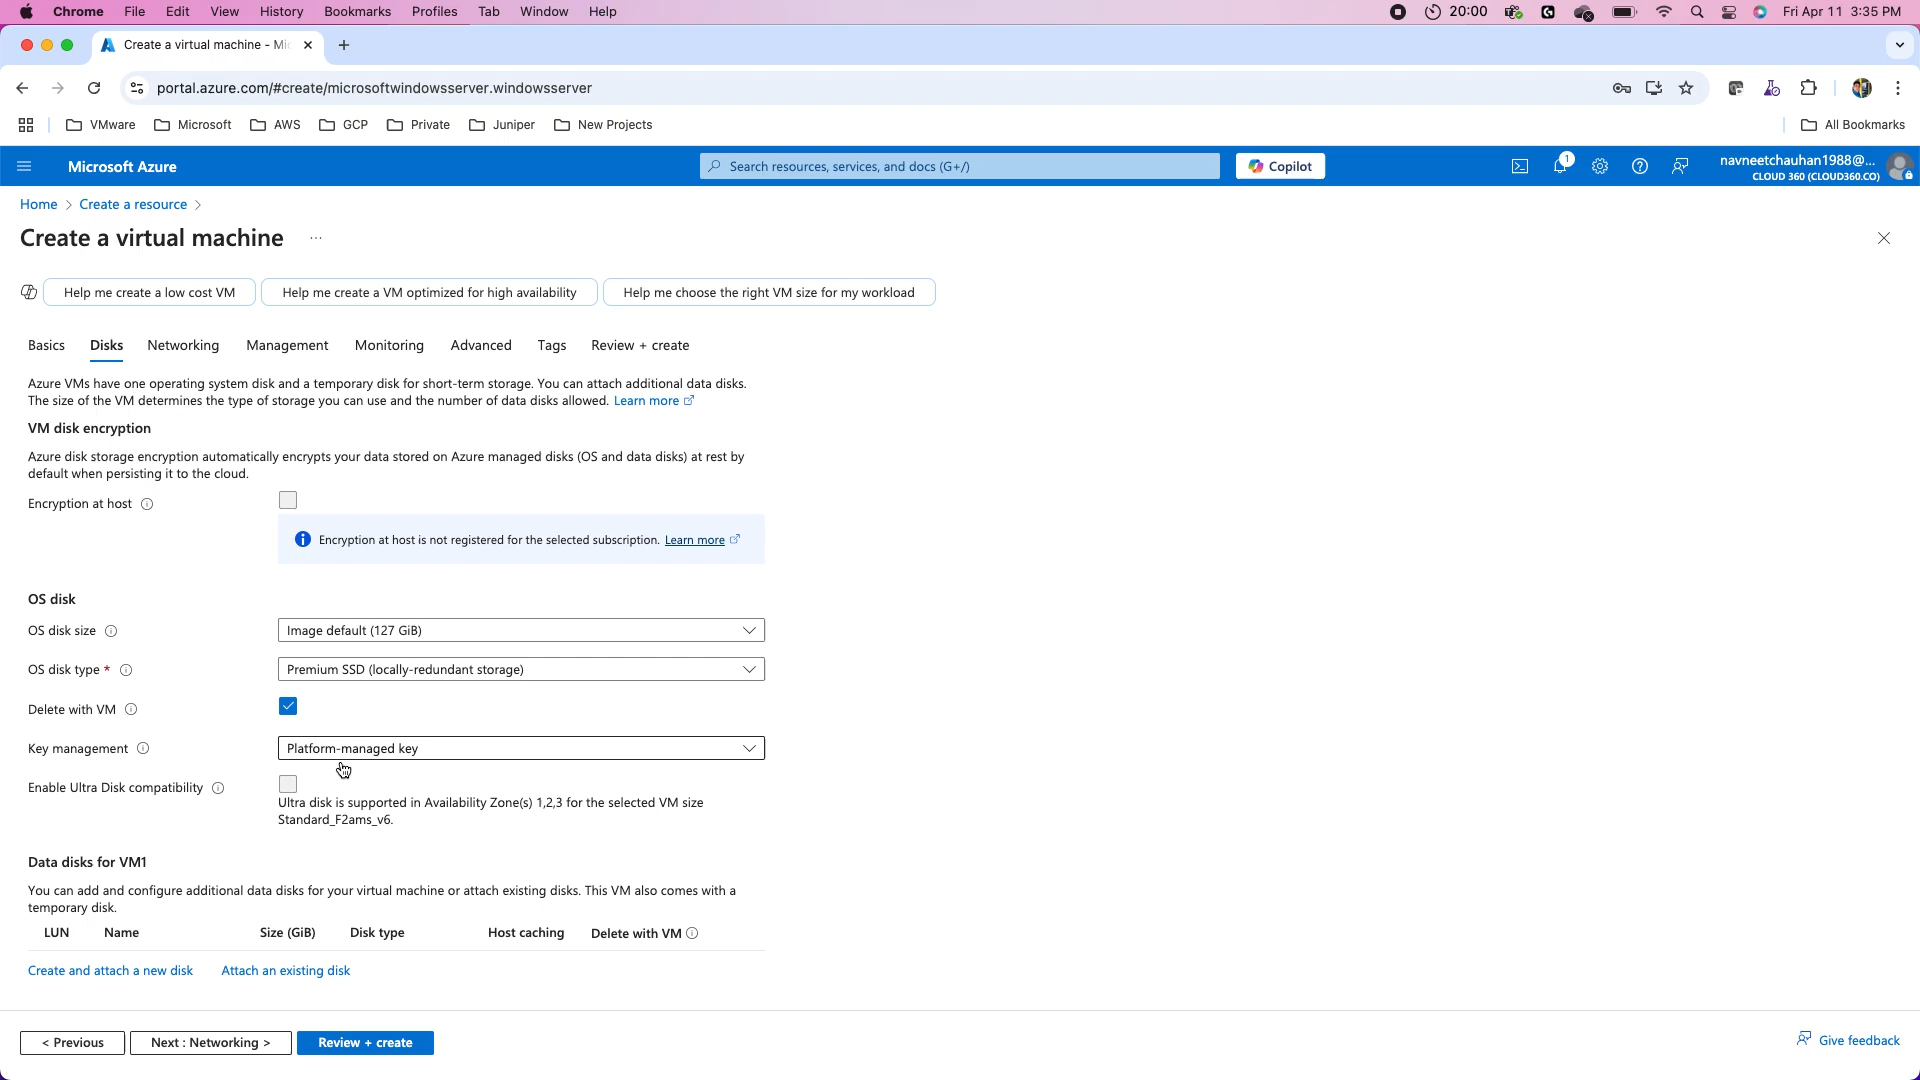 Chrome File Edit View History Bookmarks Profiles Tab Window Help 20:00 Fri Apr 11 3:35 PM
Create a virtual machine - Mi
portal.azure.com/#create/microsoftwindowsserver.windowsserver
VMware Microsoft AWS GCP Private Juniper New Projects All Bookmarks
Microsoft Azure Search resources, services, and docs (G+/) Copilot 1 navneetchauhan1988@...
CLOUD 360 (CLOUD360.CO)
Home > Create a resource >
Create a virtual machine ...
Help me create a low cost VM Help me create a VM optimized for high availability Help me choose the right VM size for my workload
Basics Disks Networking Management Monitoring Advanced Tags Review + create
Azure VMs have one operating system disk and a temporary disk for short-term storage. You can attach additional data disks.
The size of the VM determines the type of storage you can use and the number of data disks allowed. Learn more
VM disk encryption
Azure disk storage encryption automatically encrypts your data stored on Azure managed disks (OS and data disks) at rest by
default when persisting it to the cloud.
Encryption at host
Encryption at host is not registered for the selected subscription. Learn more
OS disk
OS disk size Image default (127 GiB)
OS disk type * Premium SSD (locally-redundant storage)
Delete with VM
Key management Platform-managed key
Enable Ultra Disk compatibility
Ultra disk is supported in Availability Zone(s) 1,2,3 for the selected VM size
Standard_F2ams_v6.
Data disks for VM1
You can add and configure additional data disks for your virtual machine or attach existing disks. This VM also comes with a
temporary disk.
LUN Name Size (GiB) Disk type Host caching Delete with VM
Create and attach a new disk Attach an existing disk
< Previous Next : Networking > Review + create Give feedback